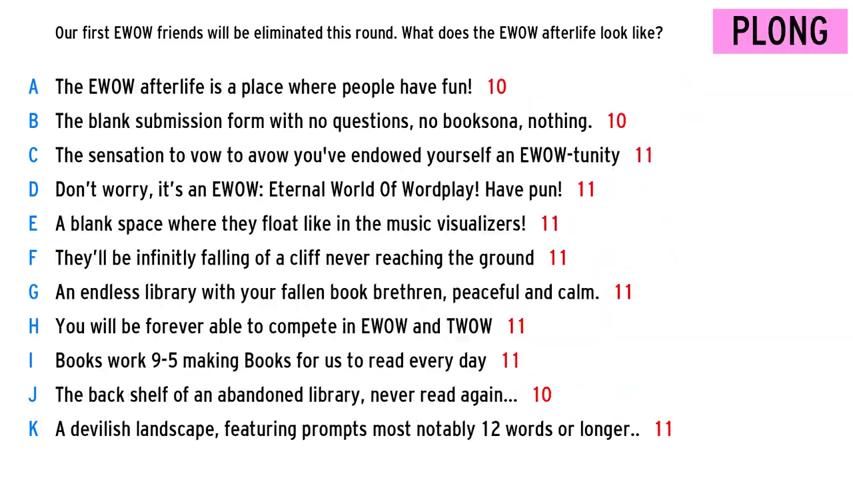 Our first EWOW friends will be eliminated this round. What does the EWOW afterlife look like?
PLONG
A The EWOW afterlife is a place where people have fun! 10
B The blank submission form with no questions, no booksona, nothing. 10
C The sensation to vow to avow you've endowed yourself an EWOW-tunity 11
D Don't worry, it's an EWOW: Eternal World Of Wordplay! Have pun! 11
E A blank space where they float like in the music visualizers! 11
F They'll be infinitly falling of a cliff never reaching the ground 11
G An endless library with your fallen book brethren, peaceful and calm. 11
H You will be forever able to compete in EWOW and TWOW 11
I Books work 9-5 making Books for us to read every day 11
J The back shelf of an abandoned library, never read again... 10
K A devilish landscape, featuring prompts most notably 12 words or longer.. 11